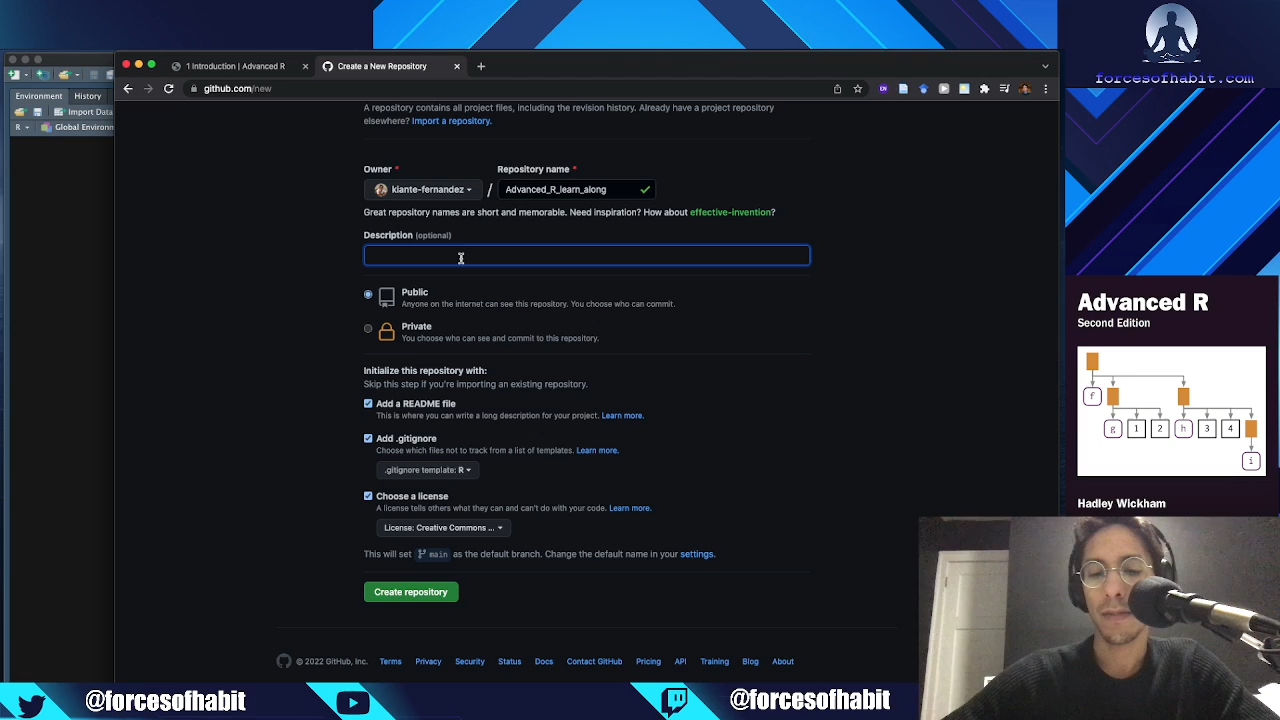 forcesofhabit.com
1 Introduction | Advanced R
Create a New Repository
github.com/new
Environment
History
Import Data
R
Global Environm
A repository contains all project files, including the revision history. Already have a project repository
elsewhere? Import a repository.
Owner *
Repository name *
kiante-fernandez
/
Advanced_R_learn_along
Great repository names are short and memorable. Need inspiration? How about effective-invention?
Description (optional)
Public
Anyone on the internet can see this repository. You choose who can commit.
Private
You choose who can see and commit to this repository.
Initialize this repository with:
Skip this step if you're importing an existing repository.
Add a README file
This is where you can write a long description for your project. Learn more.
Add .gitignore
Choose which files not to track from a list of templates. Learn more.
.gitignore template: R
Choose a license
A license tells others what they can and can't do with your code. Learn more.
License: Creative Commons ...
This will set main as the default branch. Change the default name in your settings.
Create repository
© 2022 GitHub, Inc.
Terms
Privacy
Security
Status
Docs
Contact GitHub
Pricing
API
Training
Blog
About
Advanced R
Second Edition
f
g
1
2
h
3
4
i
Hadley Wickham
@forcesofhabit
@forcesofhabit